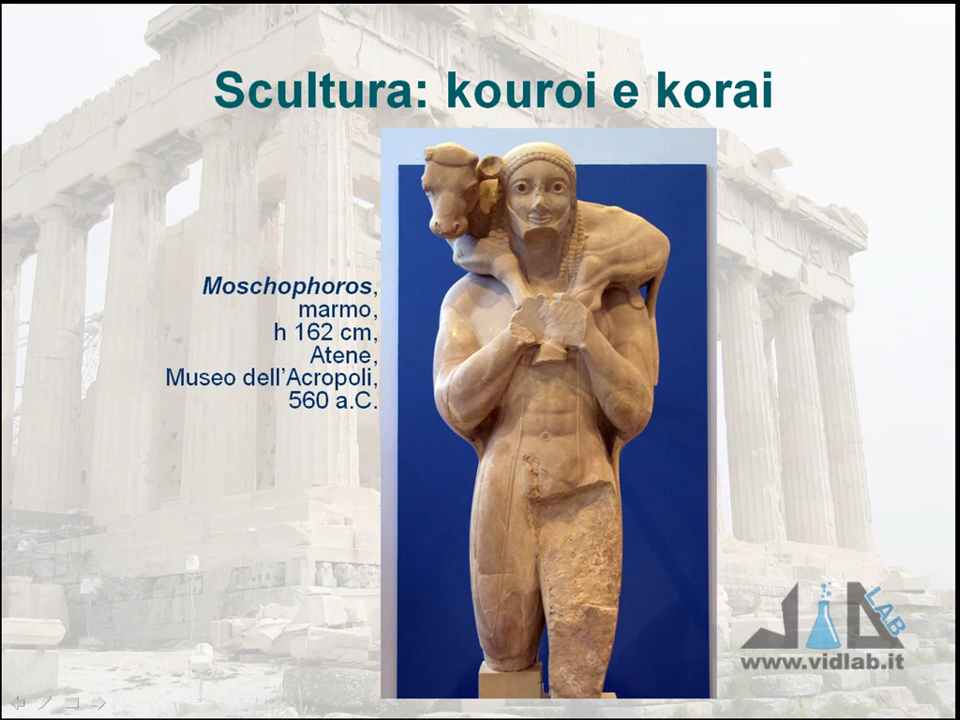 Scultura: kouroi e korai
Moschophoros,
marmo,
h 162 cm,
Atene,
Museo dell'Acropoli,
560 a.C.
LAB
www.vidlab.it